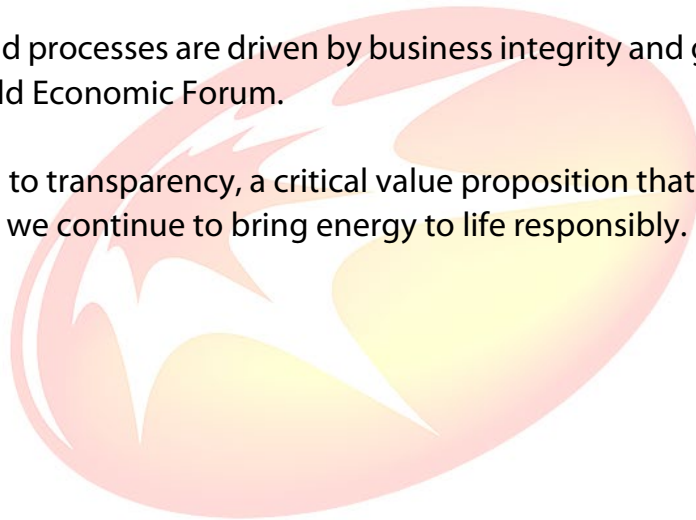 d processes are driven by business integrity and
ld Economic Forum.
to transparency, a critical value proposition that
we continue to bring energy to life responsibly.